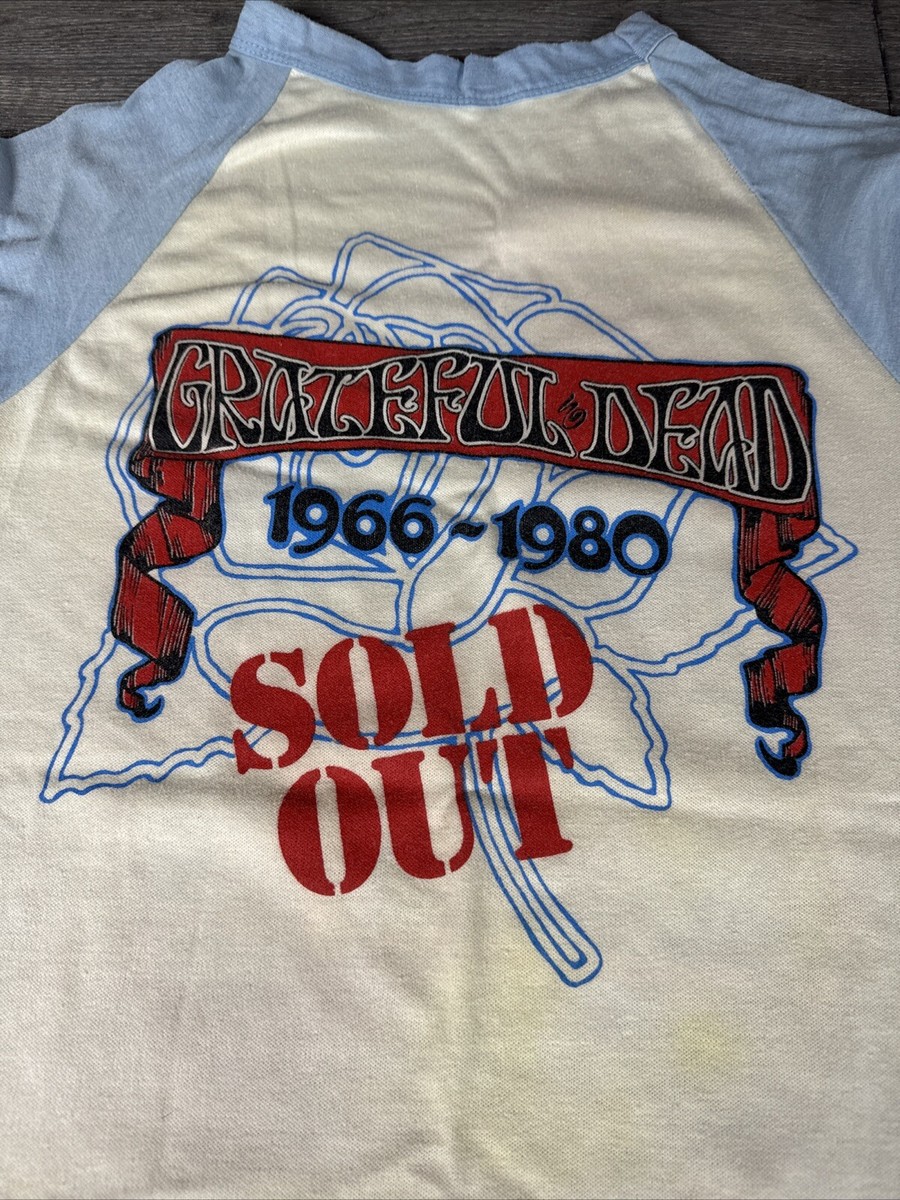 GRATEFUL DEAD
1966~1980
SOLD
OUT